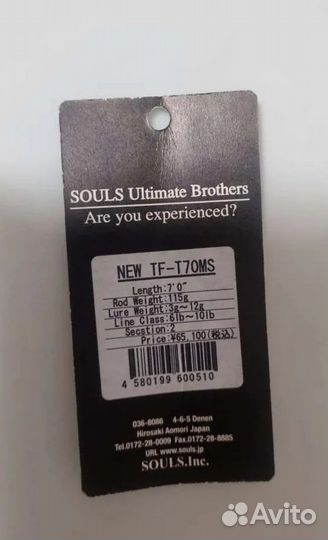 SOULS Ultimate Brothers
Are you experienced?
NEW TF-T70MS
Length:7'0"
Rod Weight:115g
Lure Weight:3g～12g
Line Class:6lb～10lb
Secstion:2
Price:¥65,100(税込)
4 580199 600510
036-8086 4-6-5 Denen
Hirosaki Aomori Japan
Tel.0172-28-0009 Fax.0172-28-8885
URL www.souls.jp
SOULS.Inc.
Avito